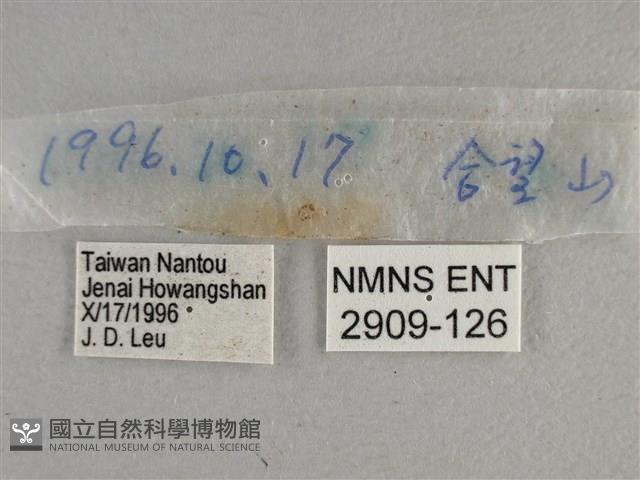 1996.10.17 合望山
Taiwan Nantou
Jenai Howangshan
X/17/1996
J. D. Leu
NMNS ENT
2909-126
國立自然科學博物館
NATIONAL MUSEUM OF NATURAL SCIENCE